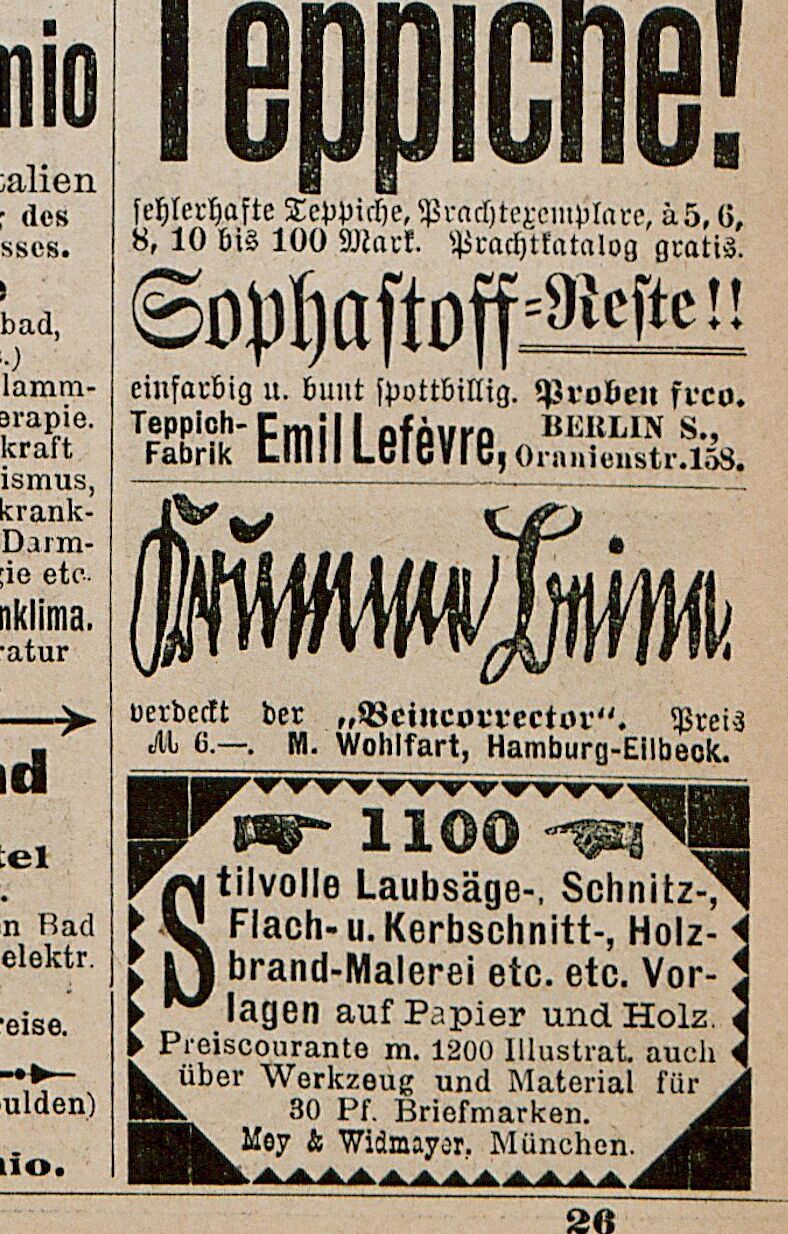 mio
talien
des
sses.
bad,
s.)
lamm-
erapie.
kraft
ismus,
krank-
Darm-
gie etc.
nklima.
ratur
nd
tel
en Bad
elektr.
reise.
oulden)
nio.
Teppiche!
fehlerhafte Teppiche, Prachtexemplare, à 5, 6,
8, 10 bis 100 Mark. Prachtkatalog gratis.
Sophastoff-Reste!!
einfarbig u. bunt spottbillig. Proben frco.
Teppich-
Fabrik Emil Lefèvre, BERLIN S.,
Oranienstr. 158.
Krumme Beine.
verdeckt der „Beincorrector“. Preis
M 6.—. M. Wohlfart, Hamburg-Eilbeck.
1100
Stilvolle Laubsäge-, Schnitz-,
Flach- u. Kerbschnitt-, Holz-
brand-Malerei etc. etc. Vor-
lagen auf Papier und Holz.
Preiscourante m. 1200 Illustrat. auch
über Werkzeug und Material für
30 Pf. Briefmarken.
Mey & Widmayer, München.
26